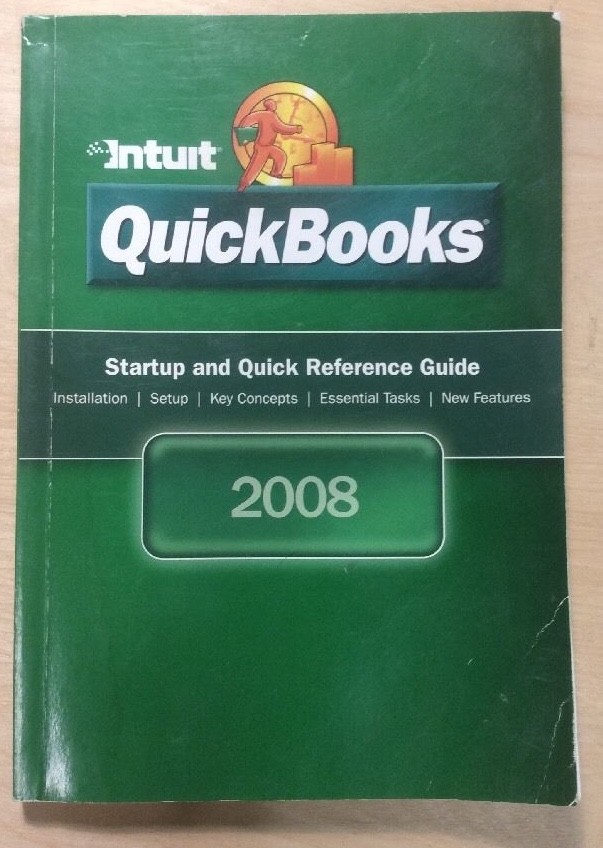 Intuit®
QuickBooks®
Startup and Quick Reference Guide
Installation | Setup | Key Concepts | Essential Tasks | New Features
2008